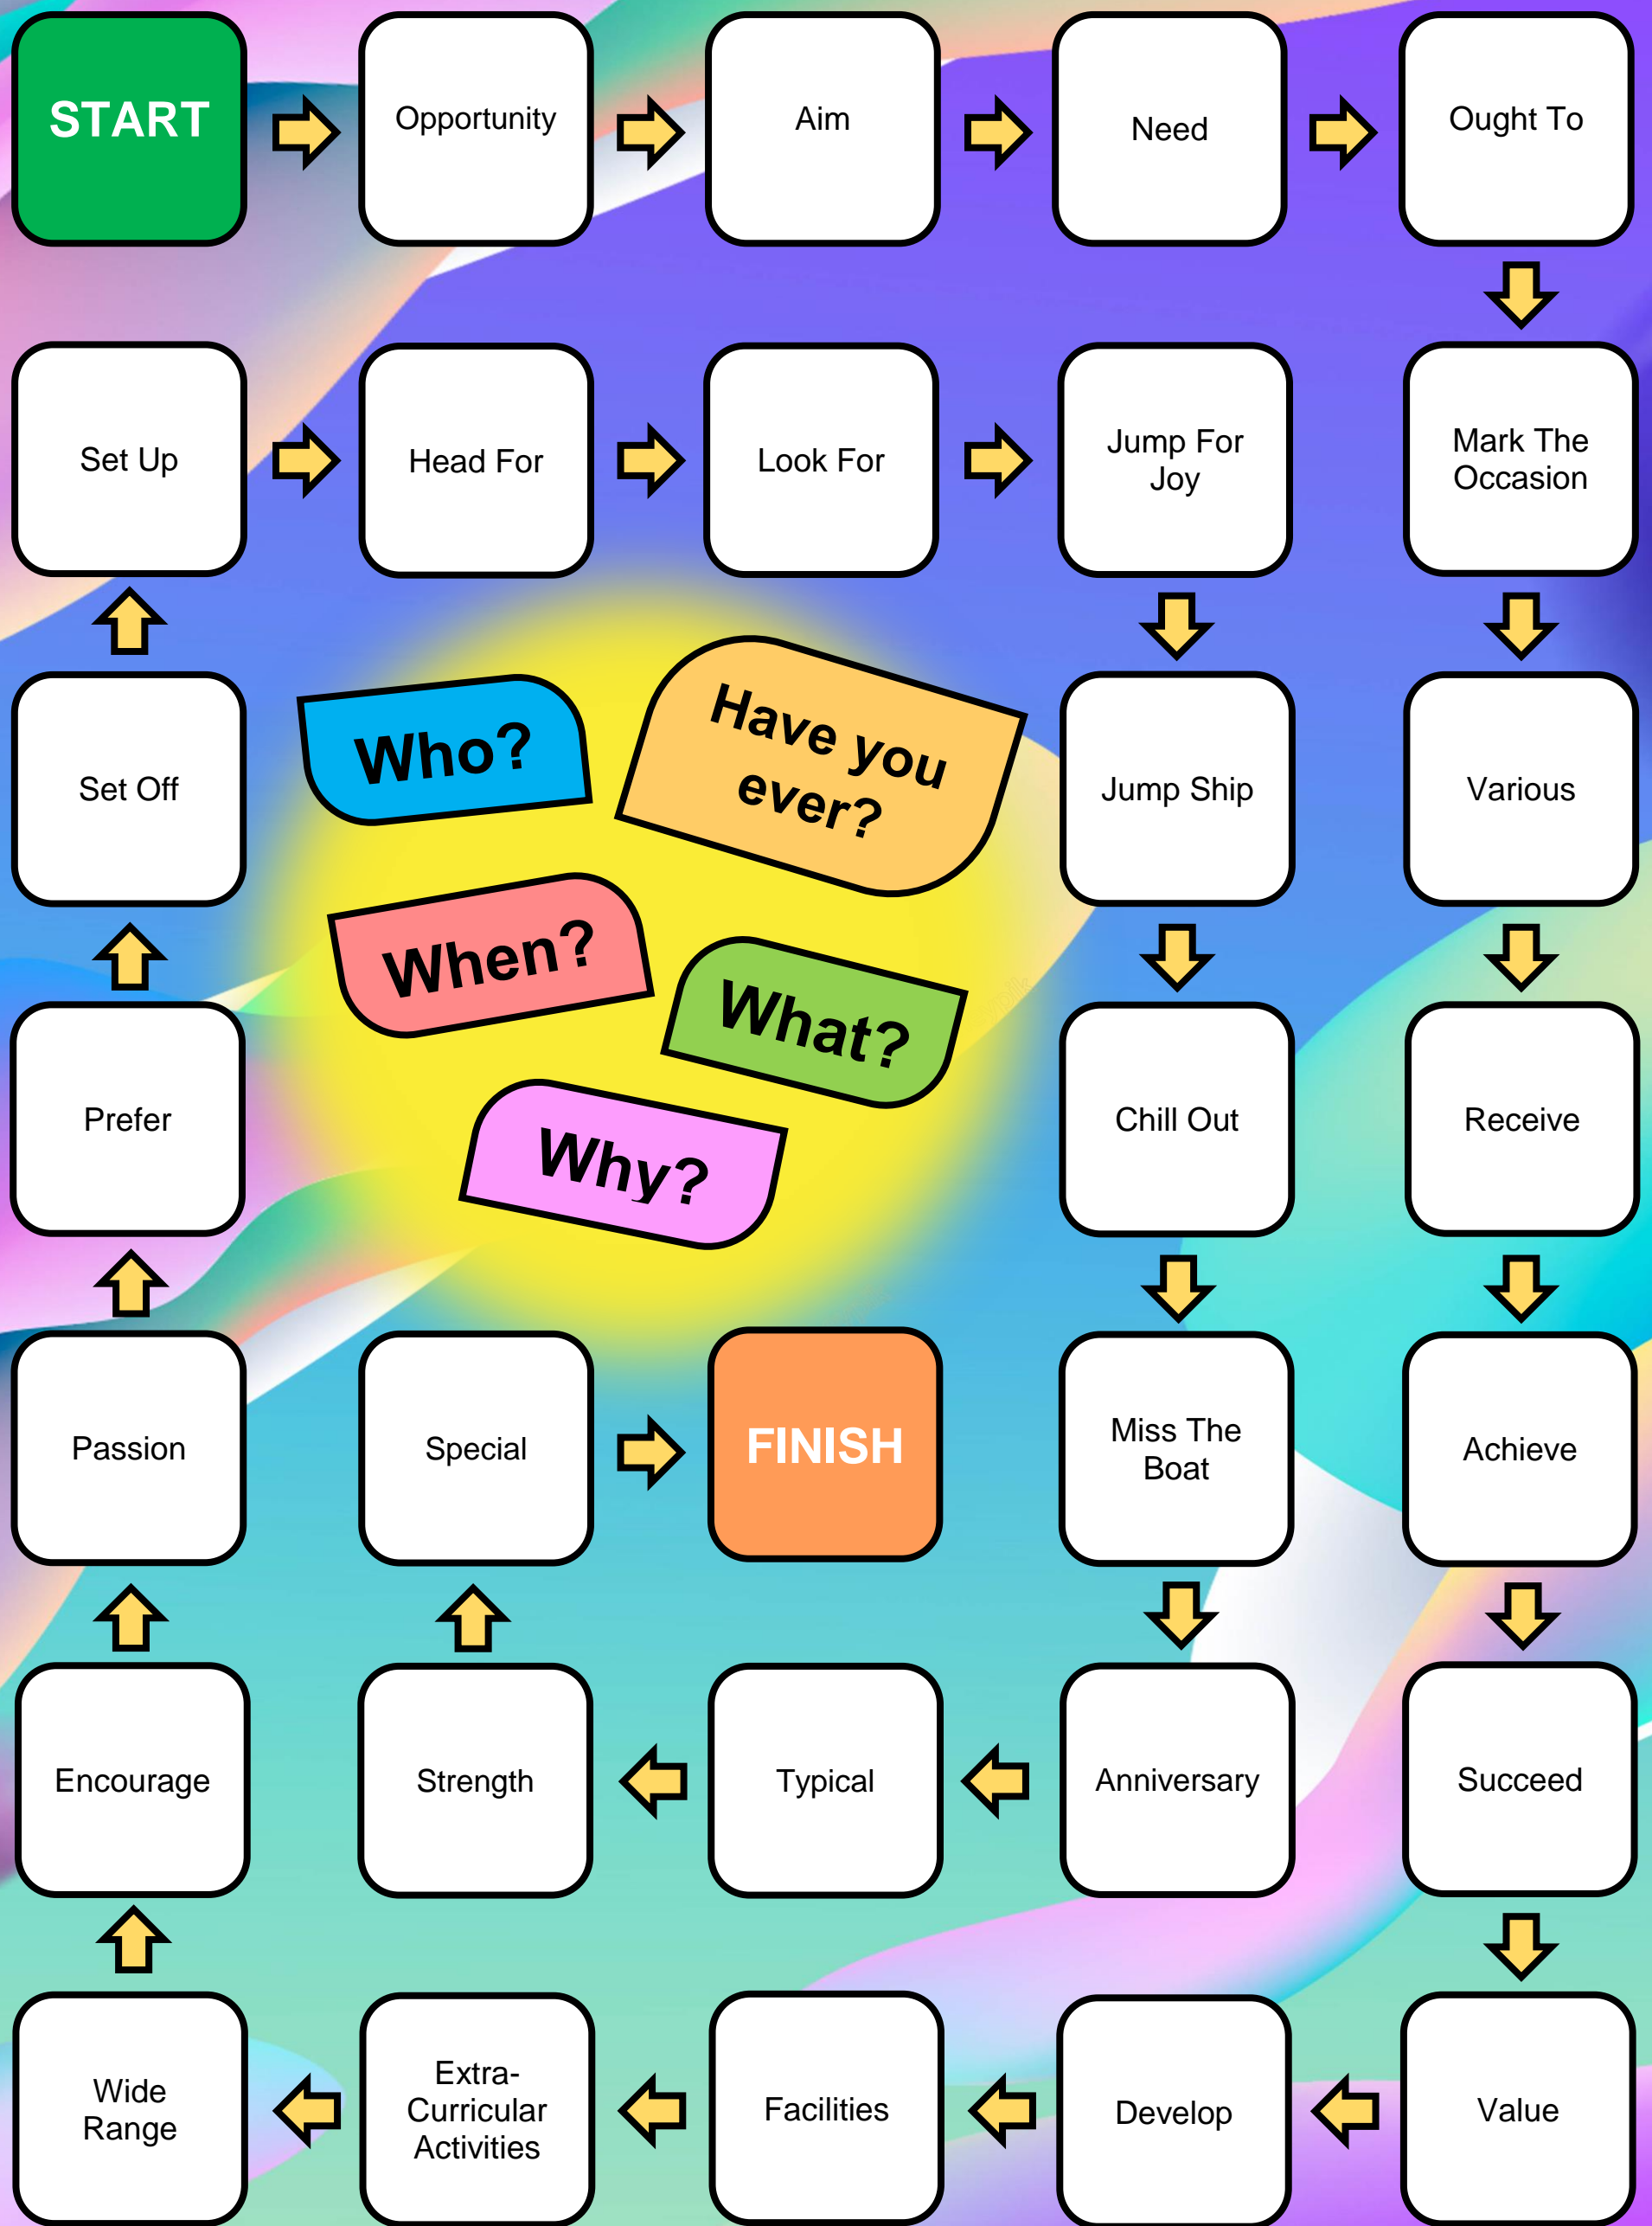 START
Opportunity
Aim
Need
Ought To
Set Up
Head For
Look For
Jump For
Joy
Mark The
Occasion
Set Off
Who?
Have you
ever?
Jump Ship
Various
When?
What?
Prefer
Why?
Chill Out
Receive
Passion
Special
FINISH
Miss The
Boat
Achieve
Encourage
Strength
Typical
Anniversary
Succeed
Wide
Range
Extra-
Curricular
Activities
Facilities
Develop
Value